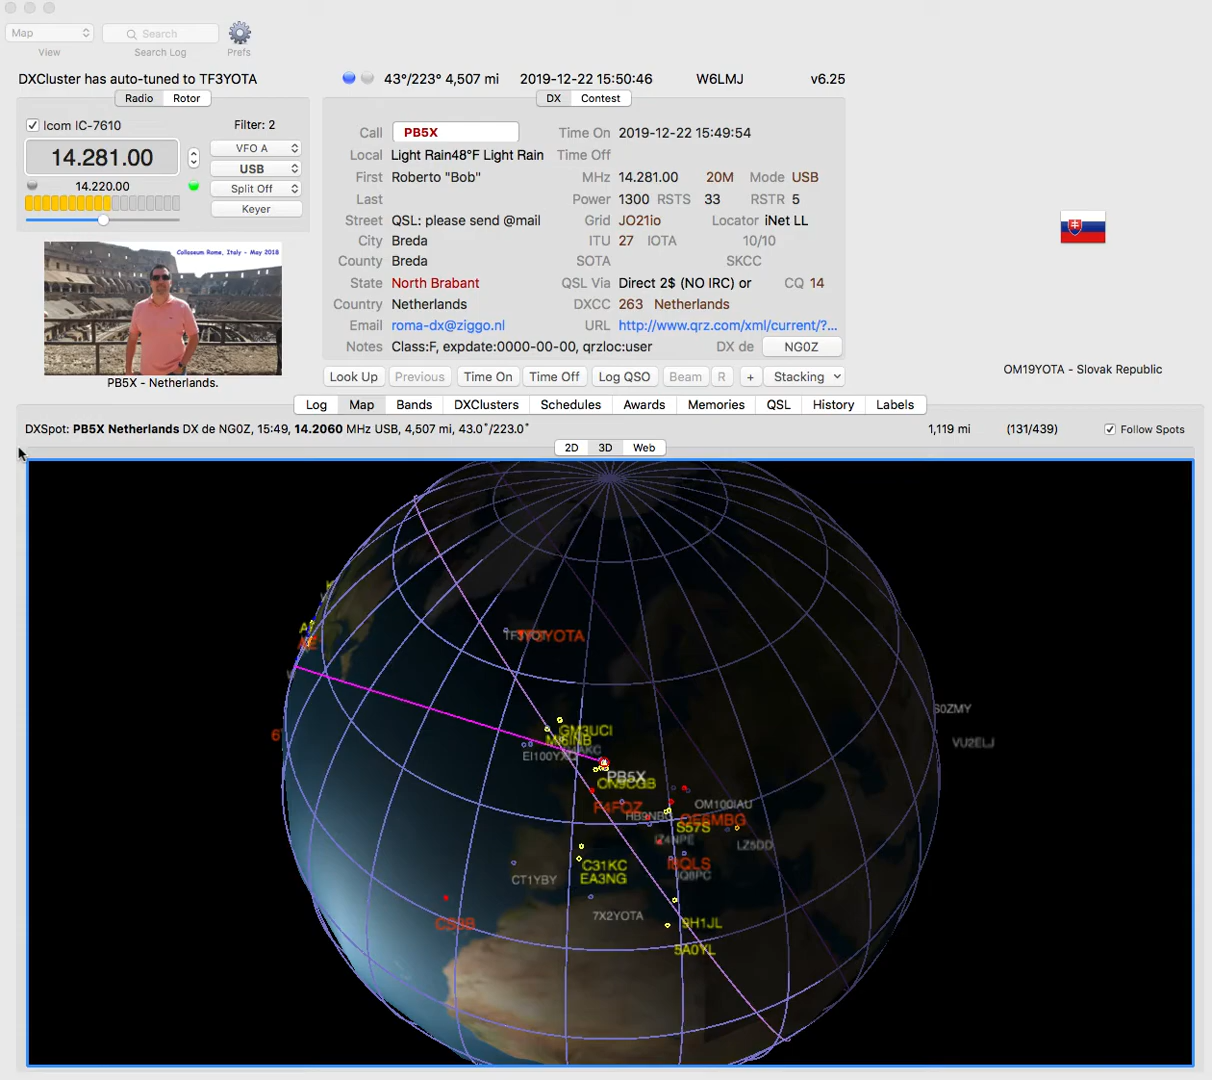 Map
Search
View
Search Log
Prefs
DXCluster has auto-tuned to TF3YOTA
43°/223° 4,507 mi
2019-12-22 15:50:46
W6LMJ
v6.25
Radio
Rotor
DX
Contest
Icom IC-7610
Filter: 2
14.281.00
VFO A
USB
14.220.00
Split Off
Keyer
Colloseum Rome, Italy - May 2018
PB5X - Netherlands.
Call PB5X Time On 2019-12-22 15:49:54
Local Light Rain48°F Light Rain Time Off
First Roberto "Bob" MHz 14.281.00 20M Mode USB
Last Power 1300 RSTS 33 RSTR 5
Street QSL: please send @mail Grid JO21io Locator iNet LL
City Breda ITU 27 IOTA 10/10
County Breda SOTA SKCC
State North Brabant QSL Via Direct 2$ (NO IRC) or CQ 14
Country Netherlands DXCC 263 Netherlands
Email roma-dx@ziggo.nl URL http://www.qrz.com/xml/current/?...
Notes Class:F, expdate:0000-00-00, qrzloc:user DX de NG0Z
Look Up Previous Time On Time Off Log QSO Beam R + Stacking
OM19YOTA - Slovak Republic
Log Map Bands DXClusters Schedules Awards Memories QSL History Labels
DXSpot: PB5X Netherlands DX de NG0Z, 15:49, 14.2060 MHz USB, 4,507 mi, 43.0°/223.0° 1,119 mi (131/439) Follow Spots
2D 3D Web
S0ZMY
GM3UCI
VU2ELJ
PB5X
ON9CGB
OM100IAU
F4FQZ
S57S
LZ5DD
C31KC
EA3NG
CT1YBY
7X2YOTA
9H1JL
5A0YL